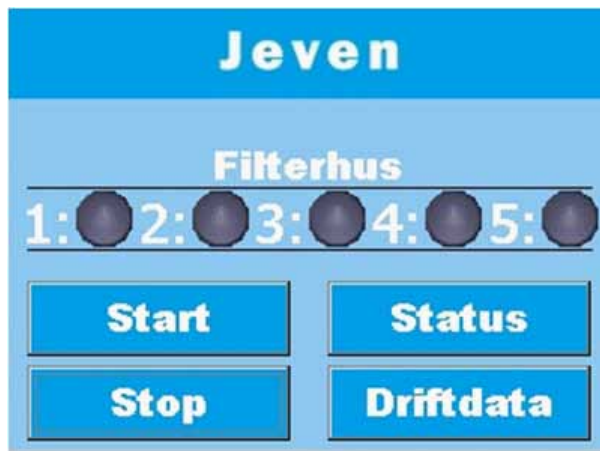 Jeven
Filterhus
1: 2: 3: 4: 5:
Start Status
Stop Driftdata